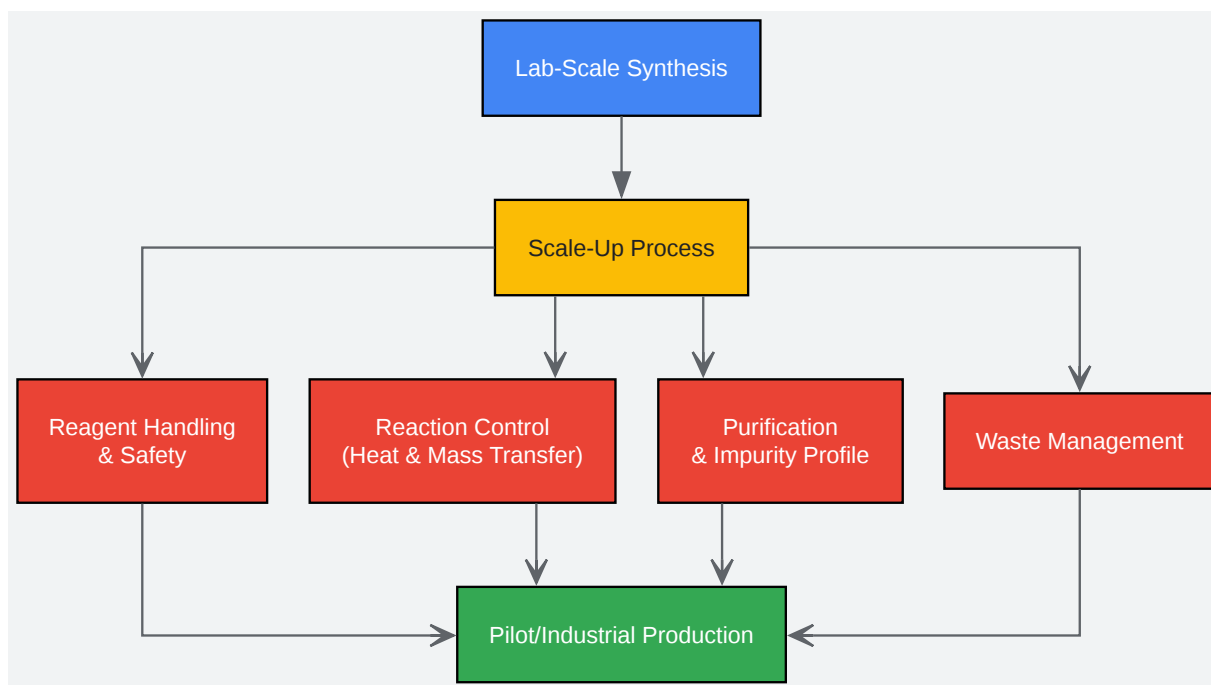 Lab-Scale Synthesis
Scale-Up Process
Reagent Handling
& Safety
Reaction Control
(Heat & Mass Transfer)
Purification
& Impurity Profile
Waste Management
Pilot/Industrial Production